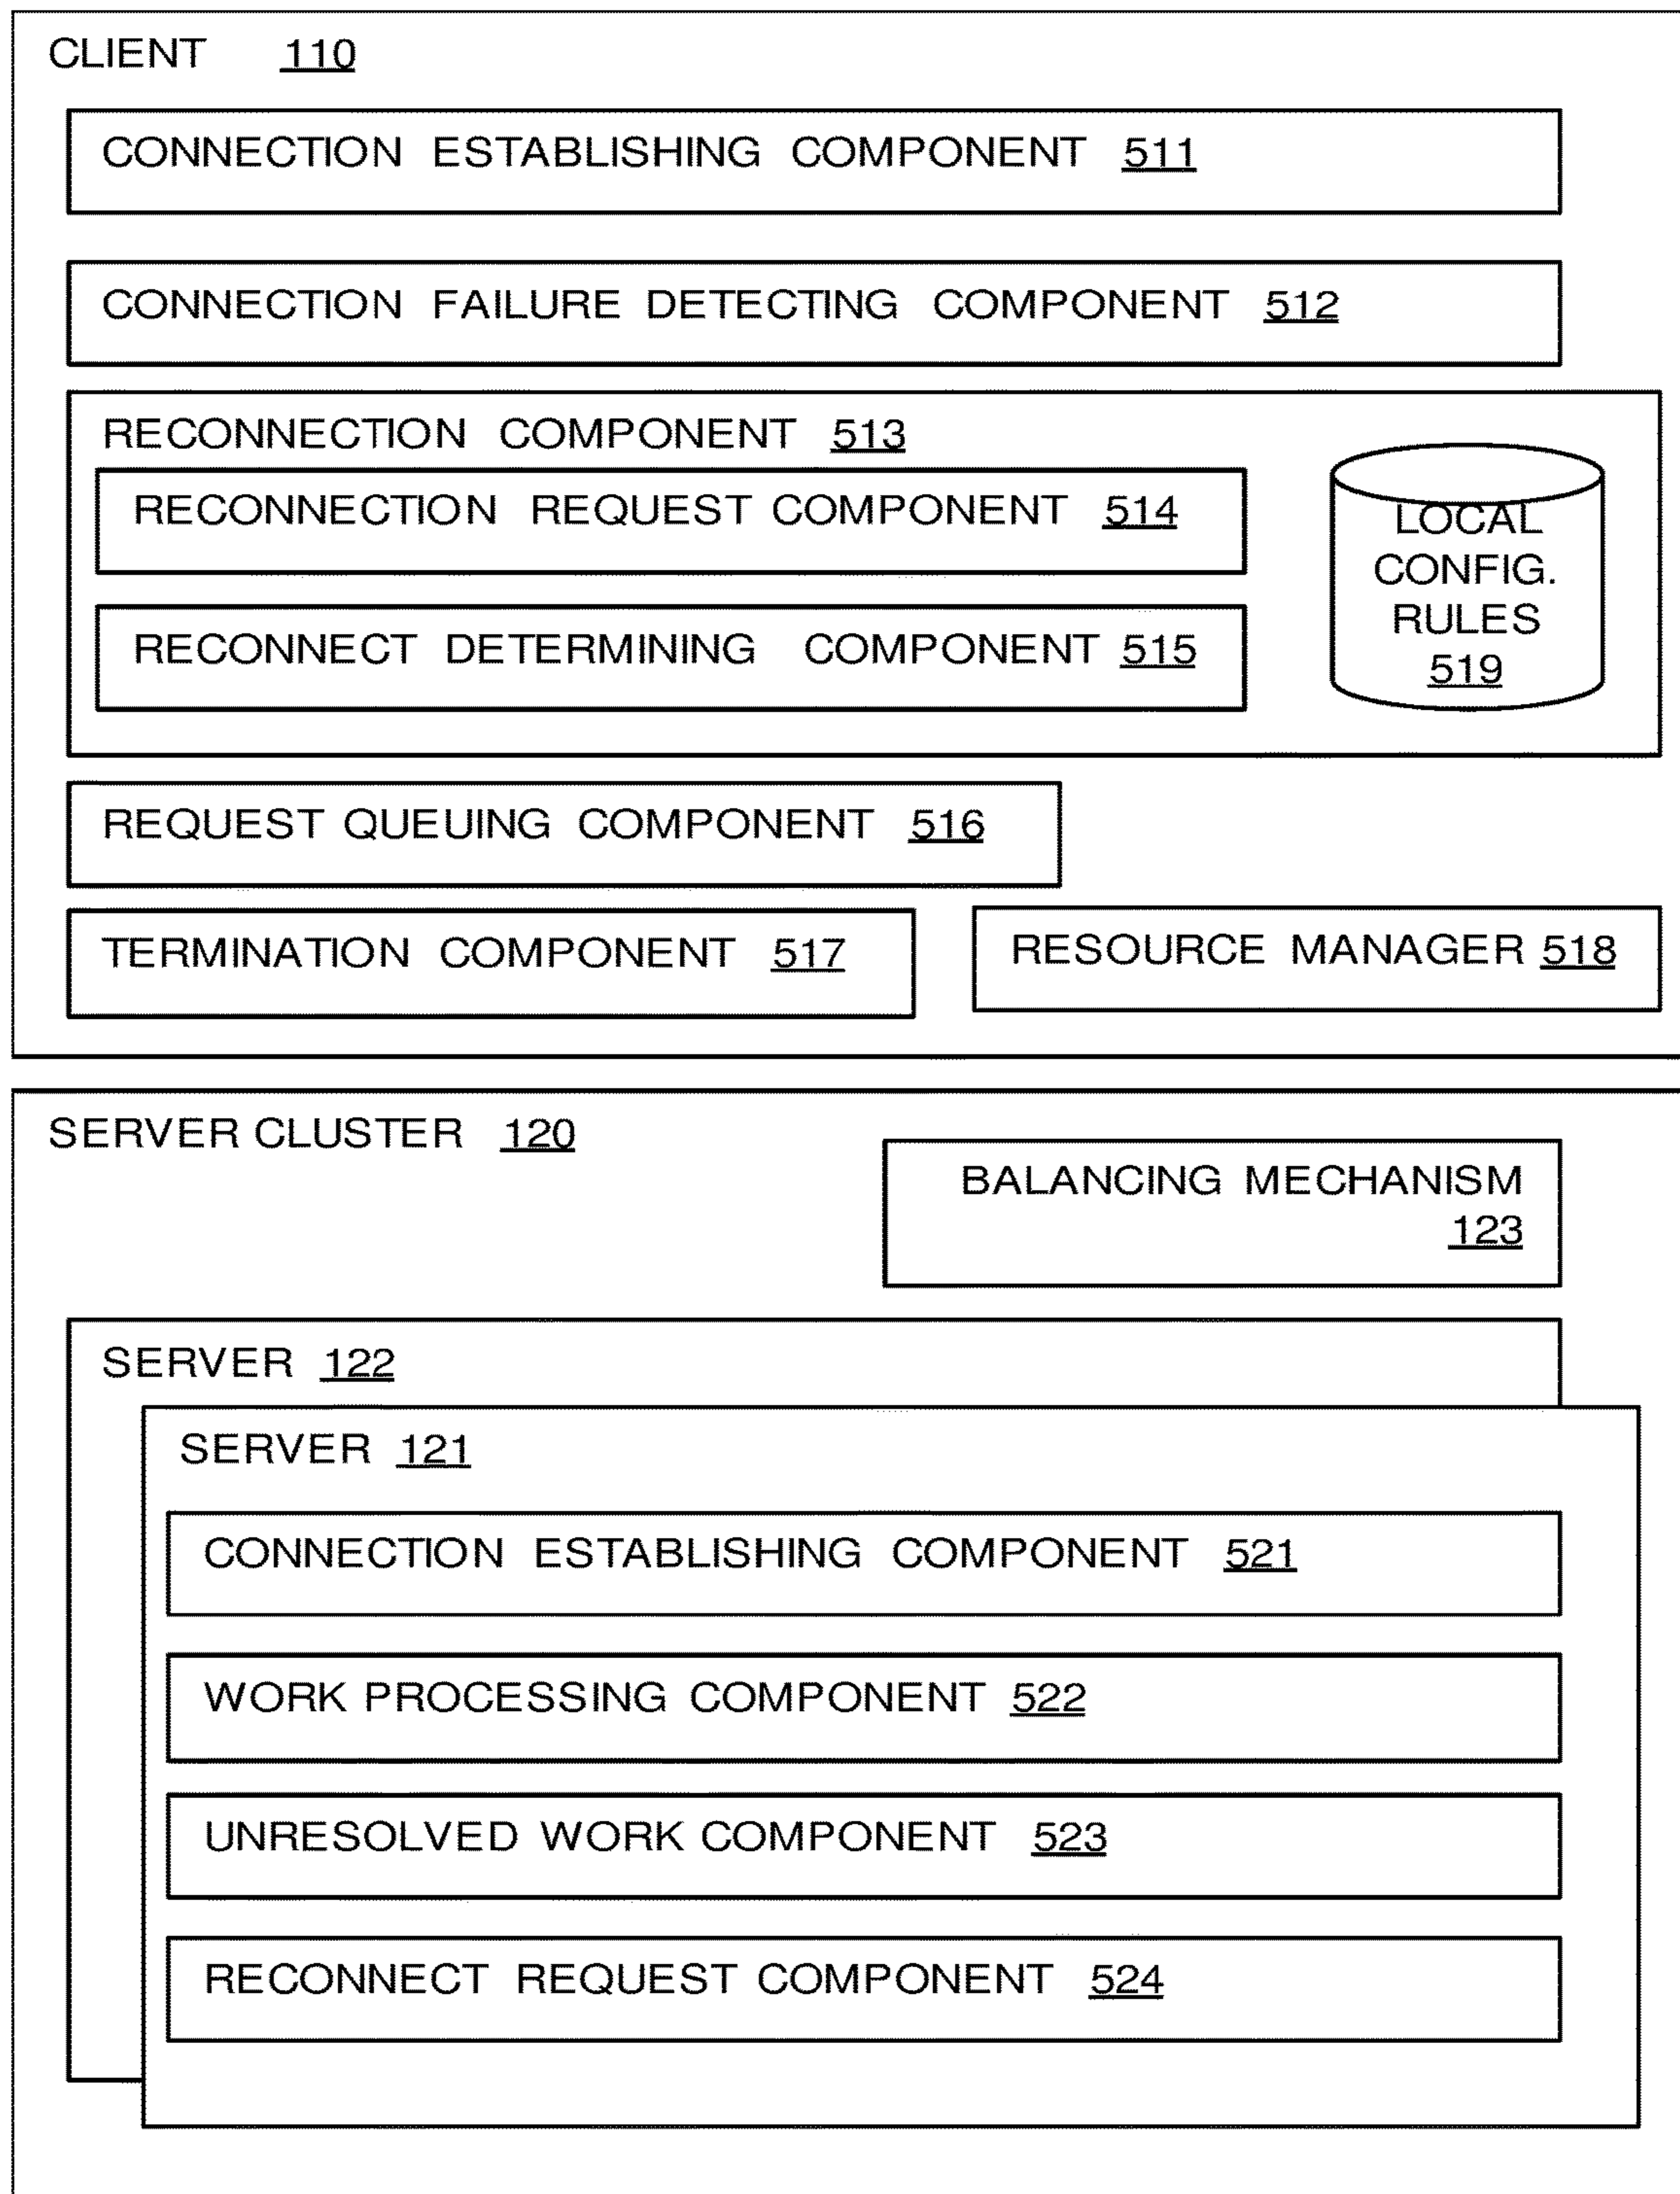 CLIENT 110
CONNECTION ESTABLISHING COMPONENT 511
CONNECTION FAILURE DETECTING COMPONENT 512
RECONNECTION COMPONENT 513
RECONNECTION REQUEST COMPONENT 514
RECONNECT DETERMINING COMPONENT 515
LOCAL
CONFIG.
RULES
519
REQUEST QUEUING COMPONENT 516
TERMINATION COMPONENT 517
RESOURCE MANAGER 518
SERVER CLUSTER 120
BALANCING MECHANISM
123
SERVER 122
SERVER 121
CONNECTION ESTABLISHING COMPONENT 521
WORK PROCESSING COMPONENT 522
UNRESOLVED WORK COMPONENT 523
RECONNECT REQUEST COMPONENT 524